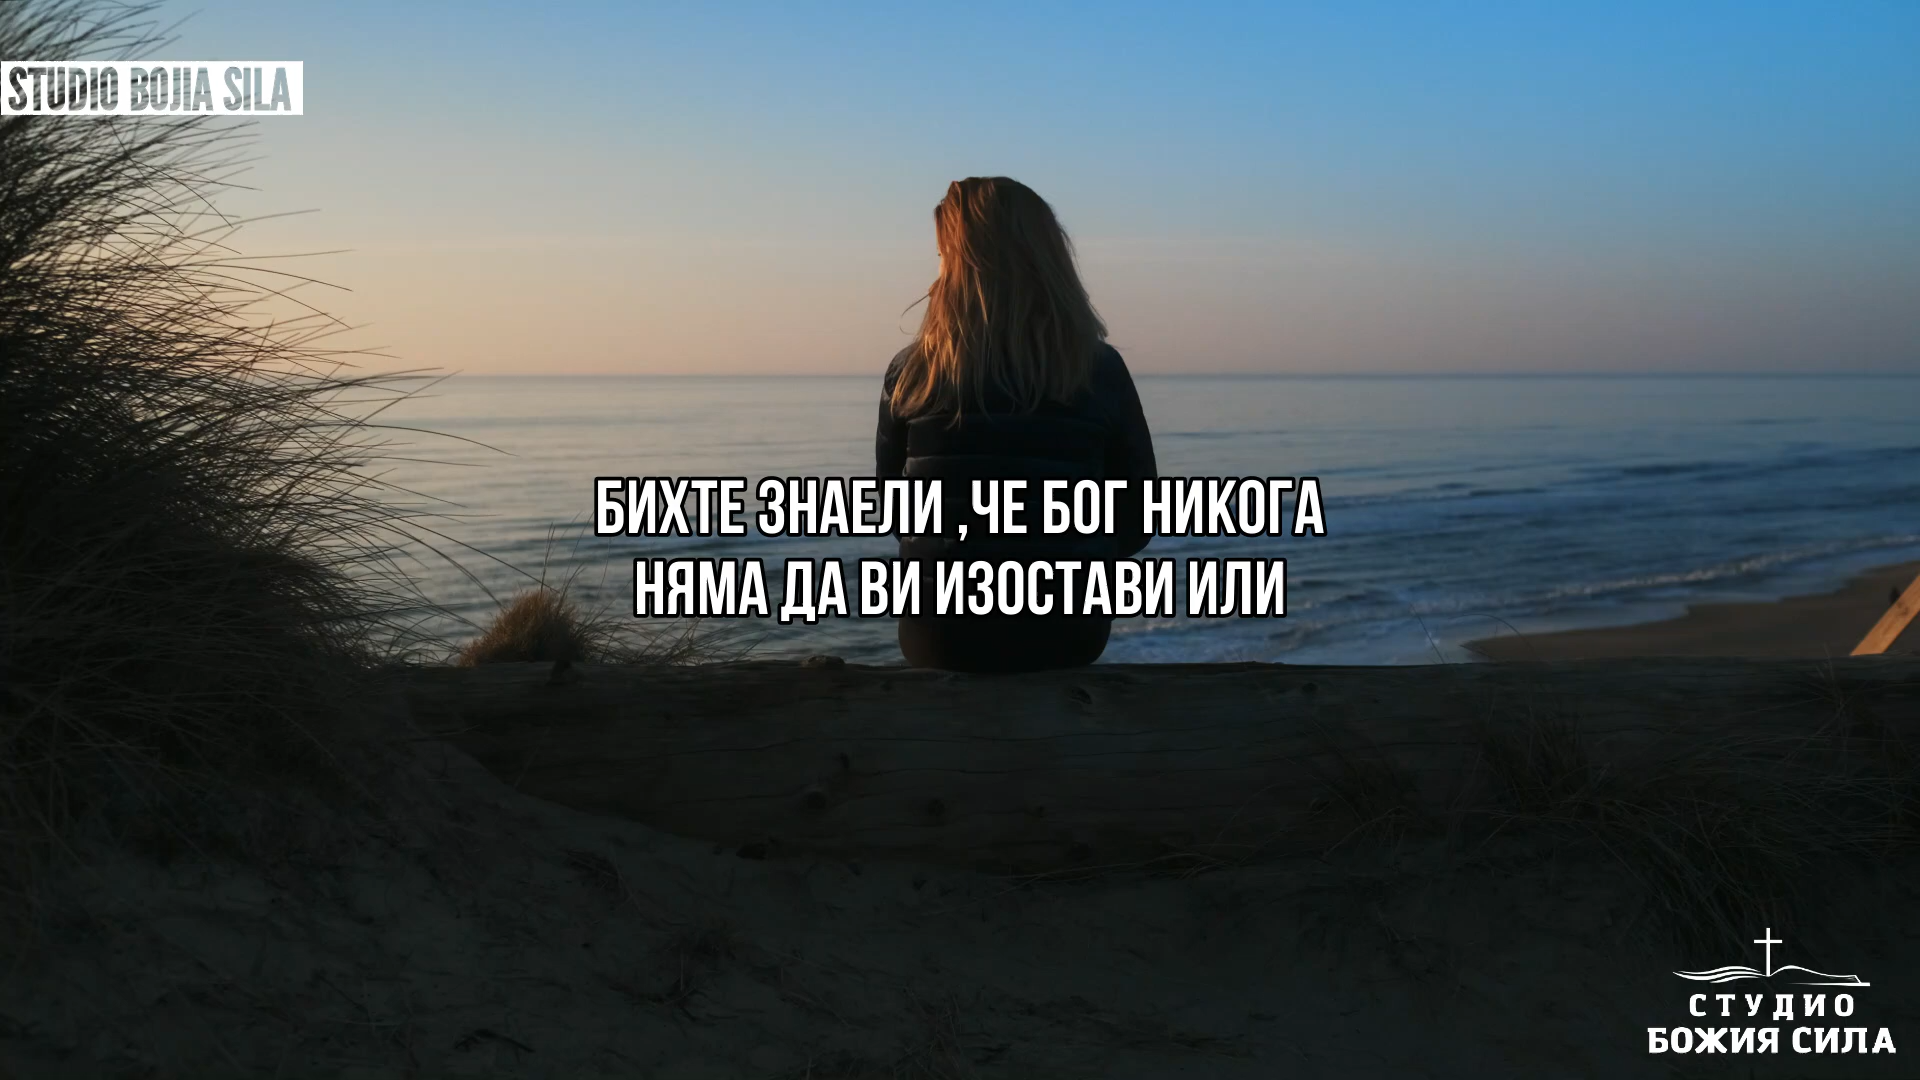 STUDIO BOJIA SILA
БИХТЕ ЗНАЕЛИ ,ЧЕ БОГ НИКОГА
НЯМА ДА ВИ ИЗОСТАВИ ИЛИ
СТУДИО
БОЖИЯ СИЛА